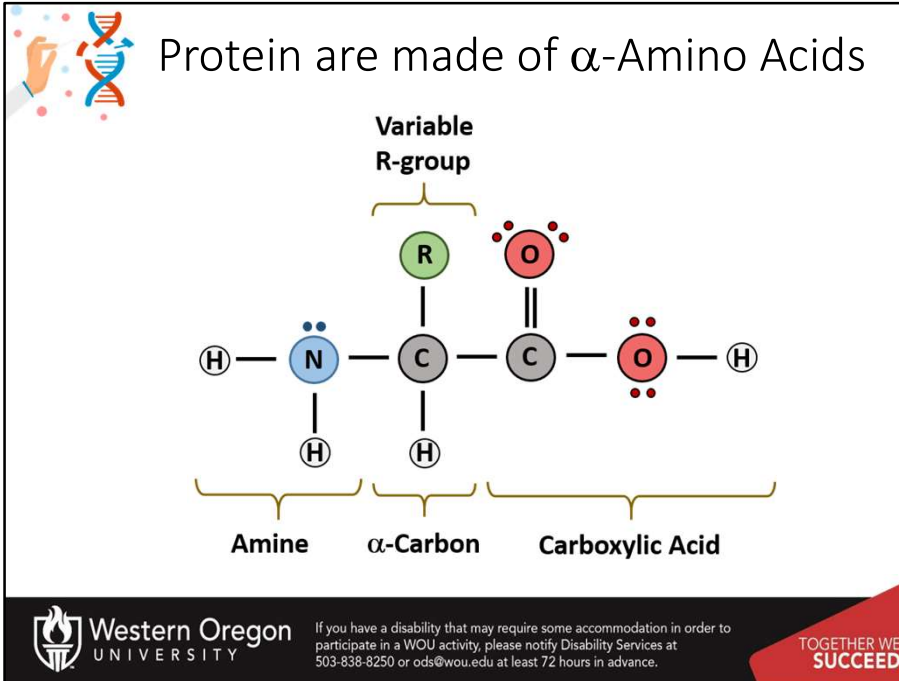 Protein are made of α-Amino Acids
Variable
R-group
R
O
H
N
C
C
O
H
H
H
Amine
α-Carbon
Carboxylic Acid
Western Oregon
UNIVERSITY
If you have a disability that may require some accommodation in order to
participate in a WOU activity, please notify Disability Services at
503-838-8250 or ods@wou.edu at least 72 hours in advance.
TOGETHER WE
SUCCEED